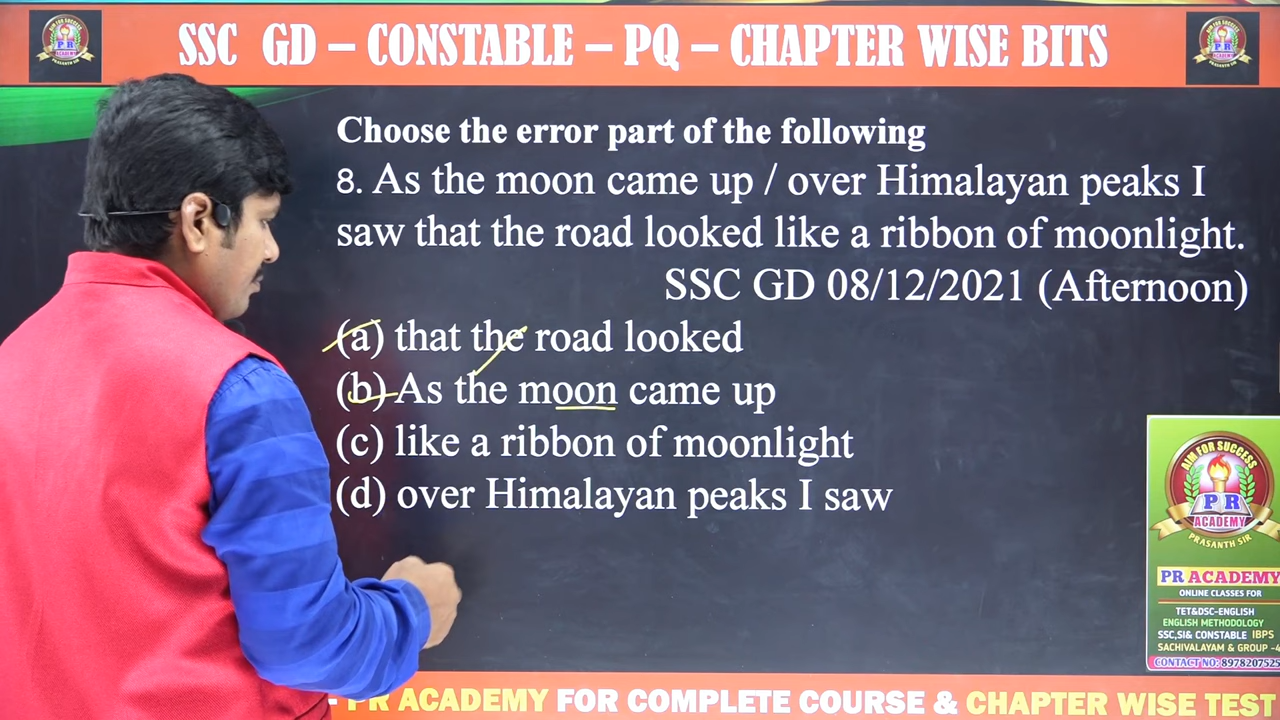 SSC GD – CONSTABLE – PQ – CHAPTER WISE BITS
Choose the error part of the following
8. As the moon came up / over Himalayan peaks I
saw that the road looked like a ribbon of moonlight.
SSC GD 08/12/2021 (Afternoon)
(a) that the road looked
(b) As the moon came up
(c) like a ribbon of moonlight
(d) over Himalayan peaks I saw
AIM FOR SUCCESS
P R
ACADEMY
PRASANTH SIR
PR ACADEMY
ONLINE CLASSES FOR
TET&DSC-ENGLISH
ENGLISH METHODOLOGY
SSC,SI& CONSTABLE IBPS
SACHIVALAYAM & GROUP -4
CONTACT NO: 8978207525
PR ACADEMY FOR COMPLETE COURSE & CHAPTER WISE TEST